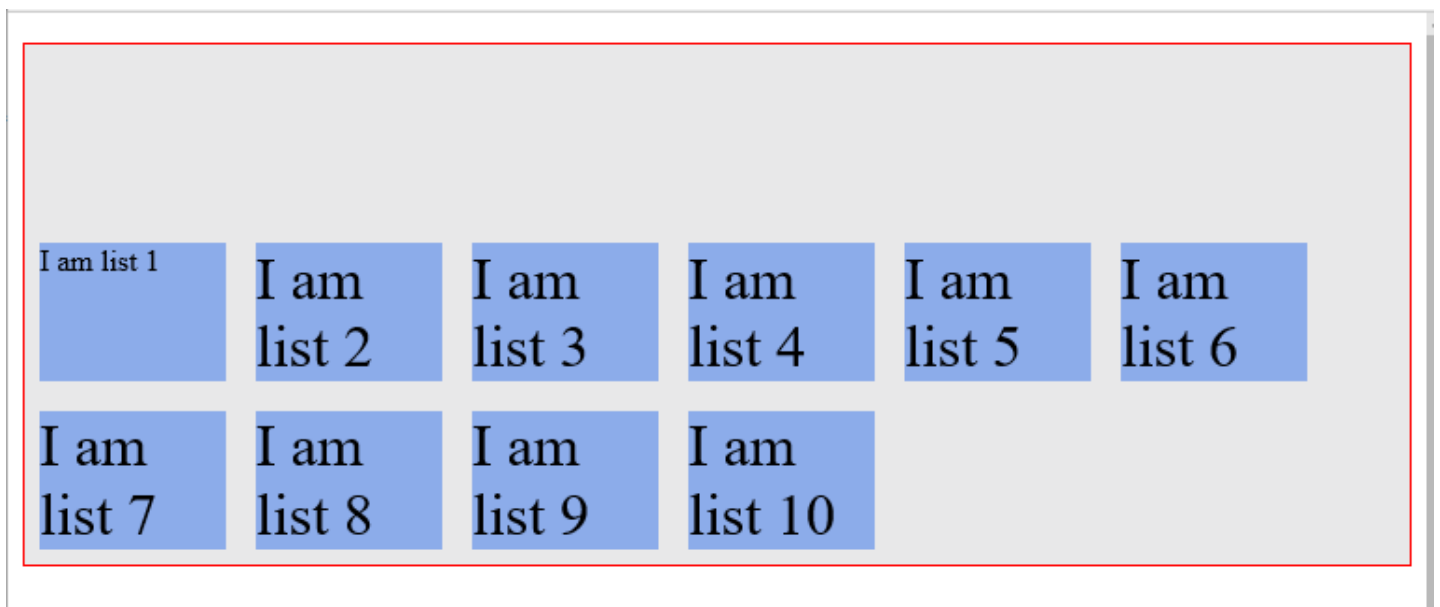 I am list 1
I am
list 2
I am
list 3
I am
list 4
I am
list 5
I am
list 6
I am
list 7
I am
list 8
I am
list 9
I am
list 10